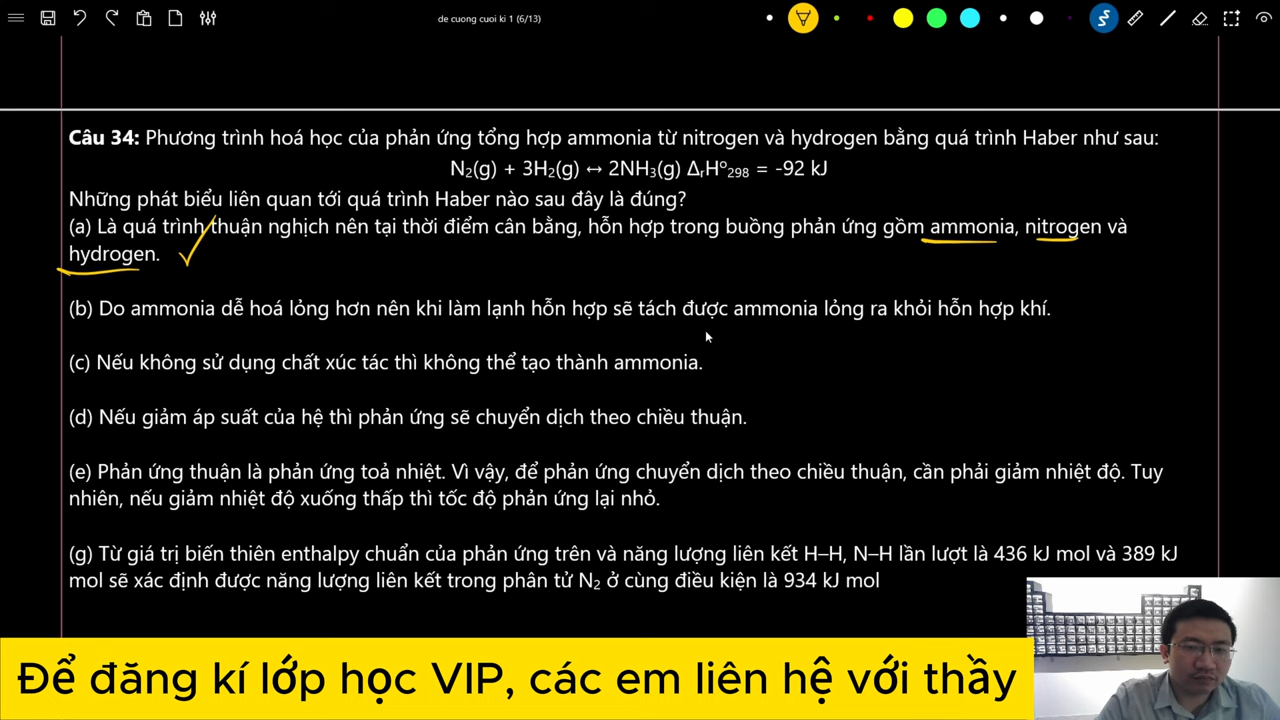 de cuong cuoi ki 1 (6/13)
Câu 34: Phương trình hoá học của phản ứng tổng hợp ammonia từ nitrogen và hydrogen bằng quá trình Haber như sau:
N₂(g) + 3H₂(g) ↔ 2NH₃(g) ΔᵣHᵒ₂₉₈ = -92 kJ
Những phát biểu liên quan tới quá trình Haber nào sau đây là đúng?
(a) Là quá trình thuận nghịch nên tại thời điểm cân bằng, hỗn hợp trong buồng phản ứng gồm ammonia, nitrogen và
hydrogen.
(b) Do ammonia dễ hoá lỏng hơn nên khi làm lạnh hỗn hợp sẽ tách được ammonia lỏng ra khỏi hỗn hợp khí.
(c) Nếu không sử dụng chất xúc tác thì không thể tạo thành ammonia.
(d) Nếu giảm áp suất của hệ thì phản ứng sẽ chuyển dịch theo chiều thuận.
(e) Phản ứng thuận là phản ứng toả nhiệt. Vì vậy, để phản ứng chuyển dịch theo chiều thuận, cần phải giảm nhiệt độ. Tuy
nhiên, nếu giảm nhiệt độ xuống thấp thì tốc độ phản ứng lại nhỏ.
(g) Từ giá trị biến thiên enthalpy chuẩn của phản ứng trên và năng lượng liên kết H–H, N–H lần lượt là 436 kJ mol và 389 kJ
mol sẽ xác định được năng lượng liên kết trong phân tử N₂ ở cùng điều kiện là 934 kJ mol
Để đăng kí lớp học VIP, các em liên hệ với thầy